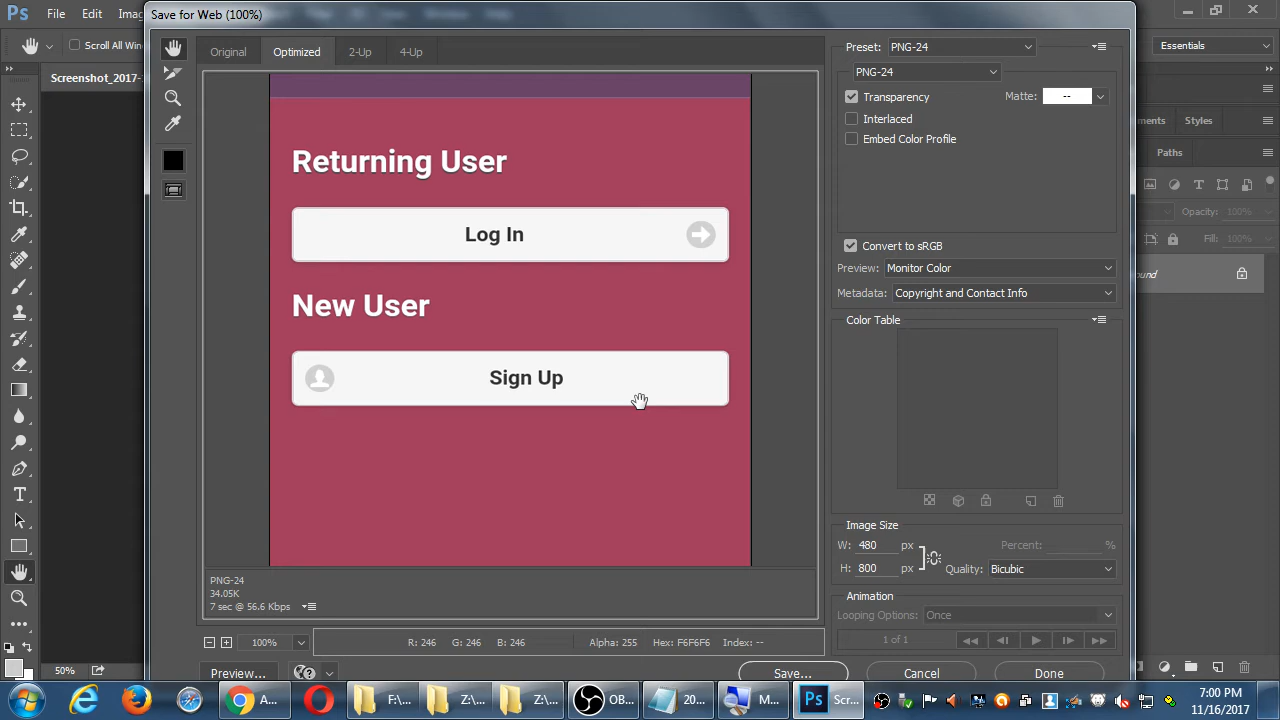 Ps
File
Edit
Ima
Save for Web (100%)
Scroll All Win
Essentials
Screenshot_2017-
Original
Optimized
2-Up
4-Up
Preset:
PNG-24
PNG-24
Transparency
Matte:
--
Interlaced
Embed Color Profile
ments
Styles
Paths
Opacity:
100%
Fill:
100%
ound
Returning User
Log In
New User
Sign Up
Convert to sRGB
Preview:
Monitor Color
Metadata:
Copyright and Contact Info
Color Table
Image Size
W:
480
px
H:
800
px
Percent:
%
Quality:
Bicubic
Animation
Looping Options:
Once
1 of 1
PNG-24
34.05K
7 sec @ 56.6 Kbps
100%
R: 246
G: 246
B: 246
Alpha: 255
Hex: F6F6F6
Index: --
50%
Preview...
Save...
Cancel
Done
A...
F:\...
Z:\...
Z:\...
OB...
20...
M...
Ps
Scr...
7:00 PM
11/16/2017